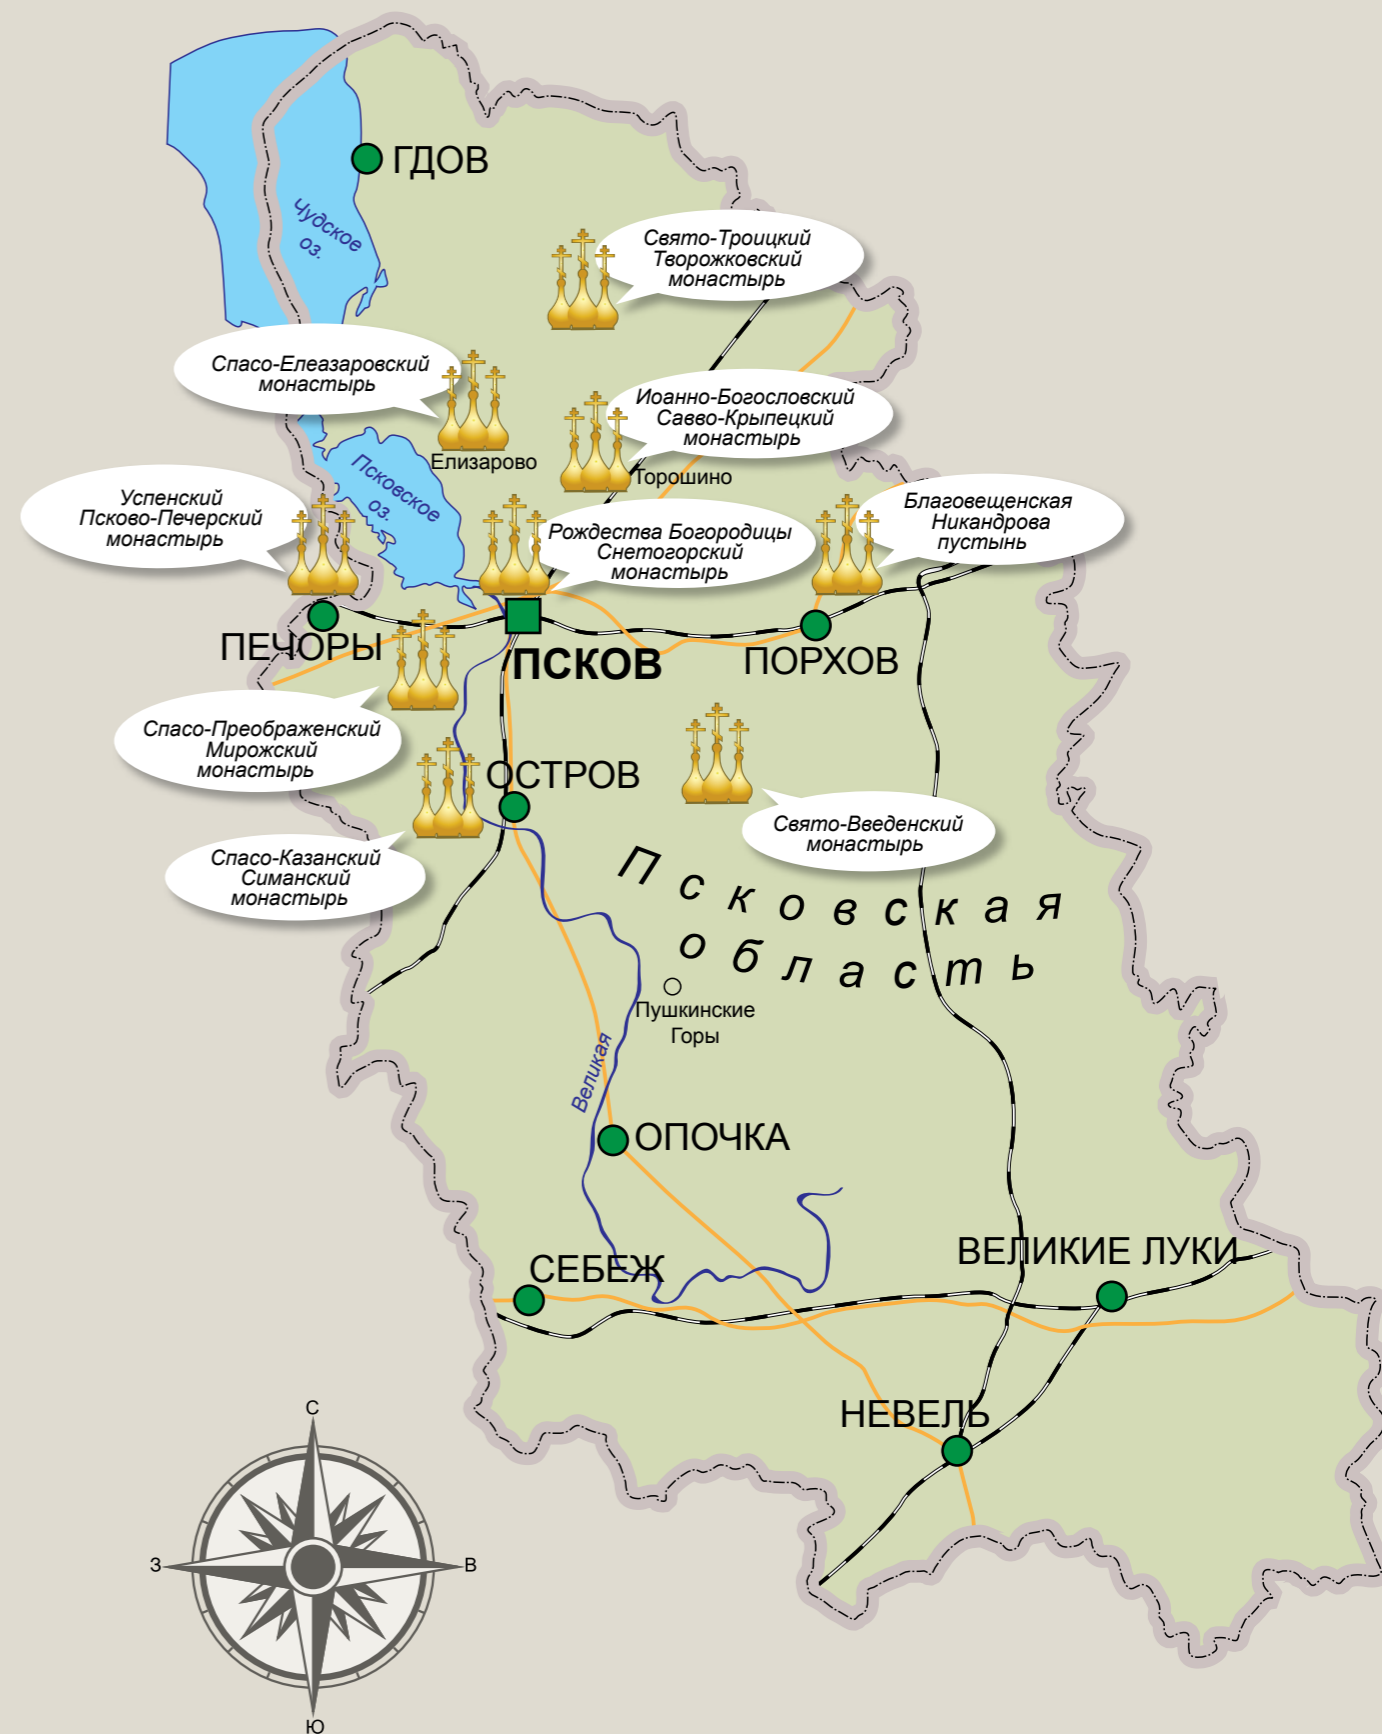 ГДОВ
Чудское
оз.
Свято-Троицкий
Творожковский
монастырь
Спасо-Елеазаровский
монастырь
Иоанно-Богословский
Савво-Крыпецкий
монастырь
Елизарово
Торошино
Псковское
оз.
Успенский
Псково-Печерский
монастырь
Рождества Богородицы
Снетогорский
монастырь
Благовещенская
Никандрова
пустынь
ПЕЧОРЫ
ПСКОВ
ПОРХОВ
Спасо-Преображенский
Мирожский
монастырь
ОСТРОВ
Свято-Введенский
монастырь
Спасо-Казанский
Симанский
монастырь
Псковская
область
Пушкинские
Горы
Великая
ОПОЧКА
СЕБЕЖ
ВЕЛИКИЕ ЛУКИ
НЕВЕЛЬ
С
З
В
Ю